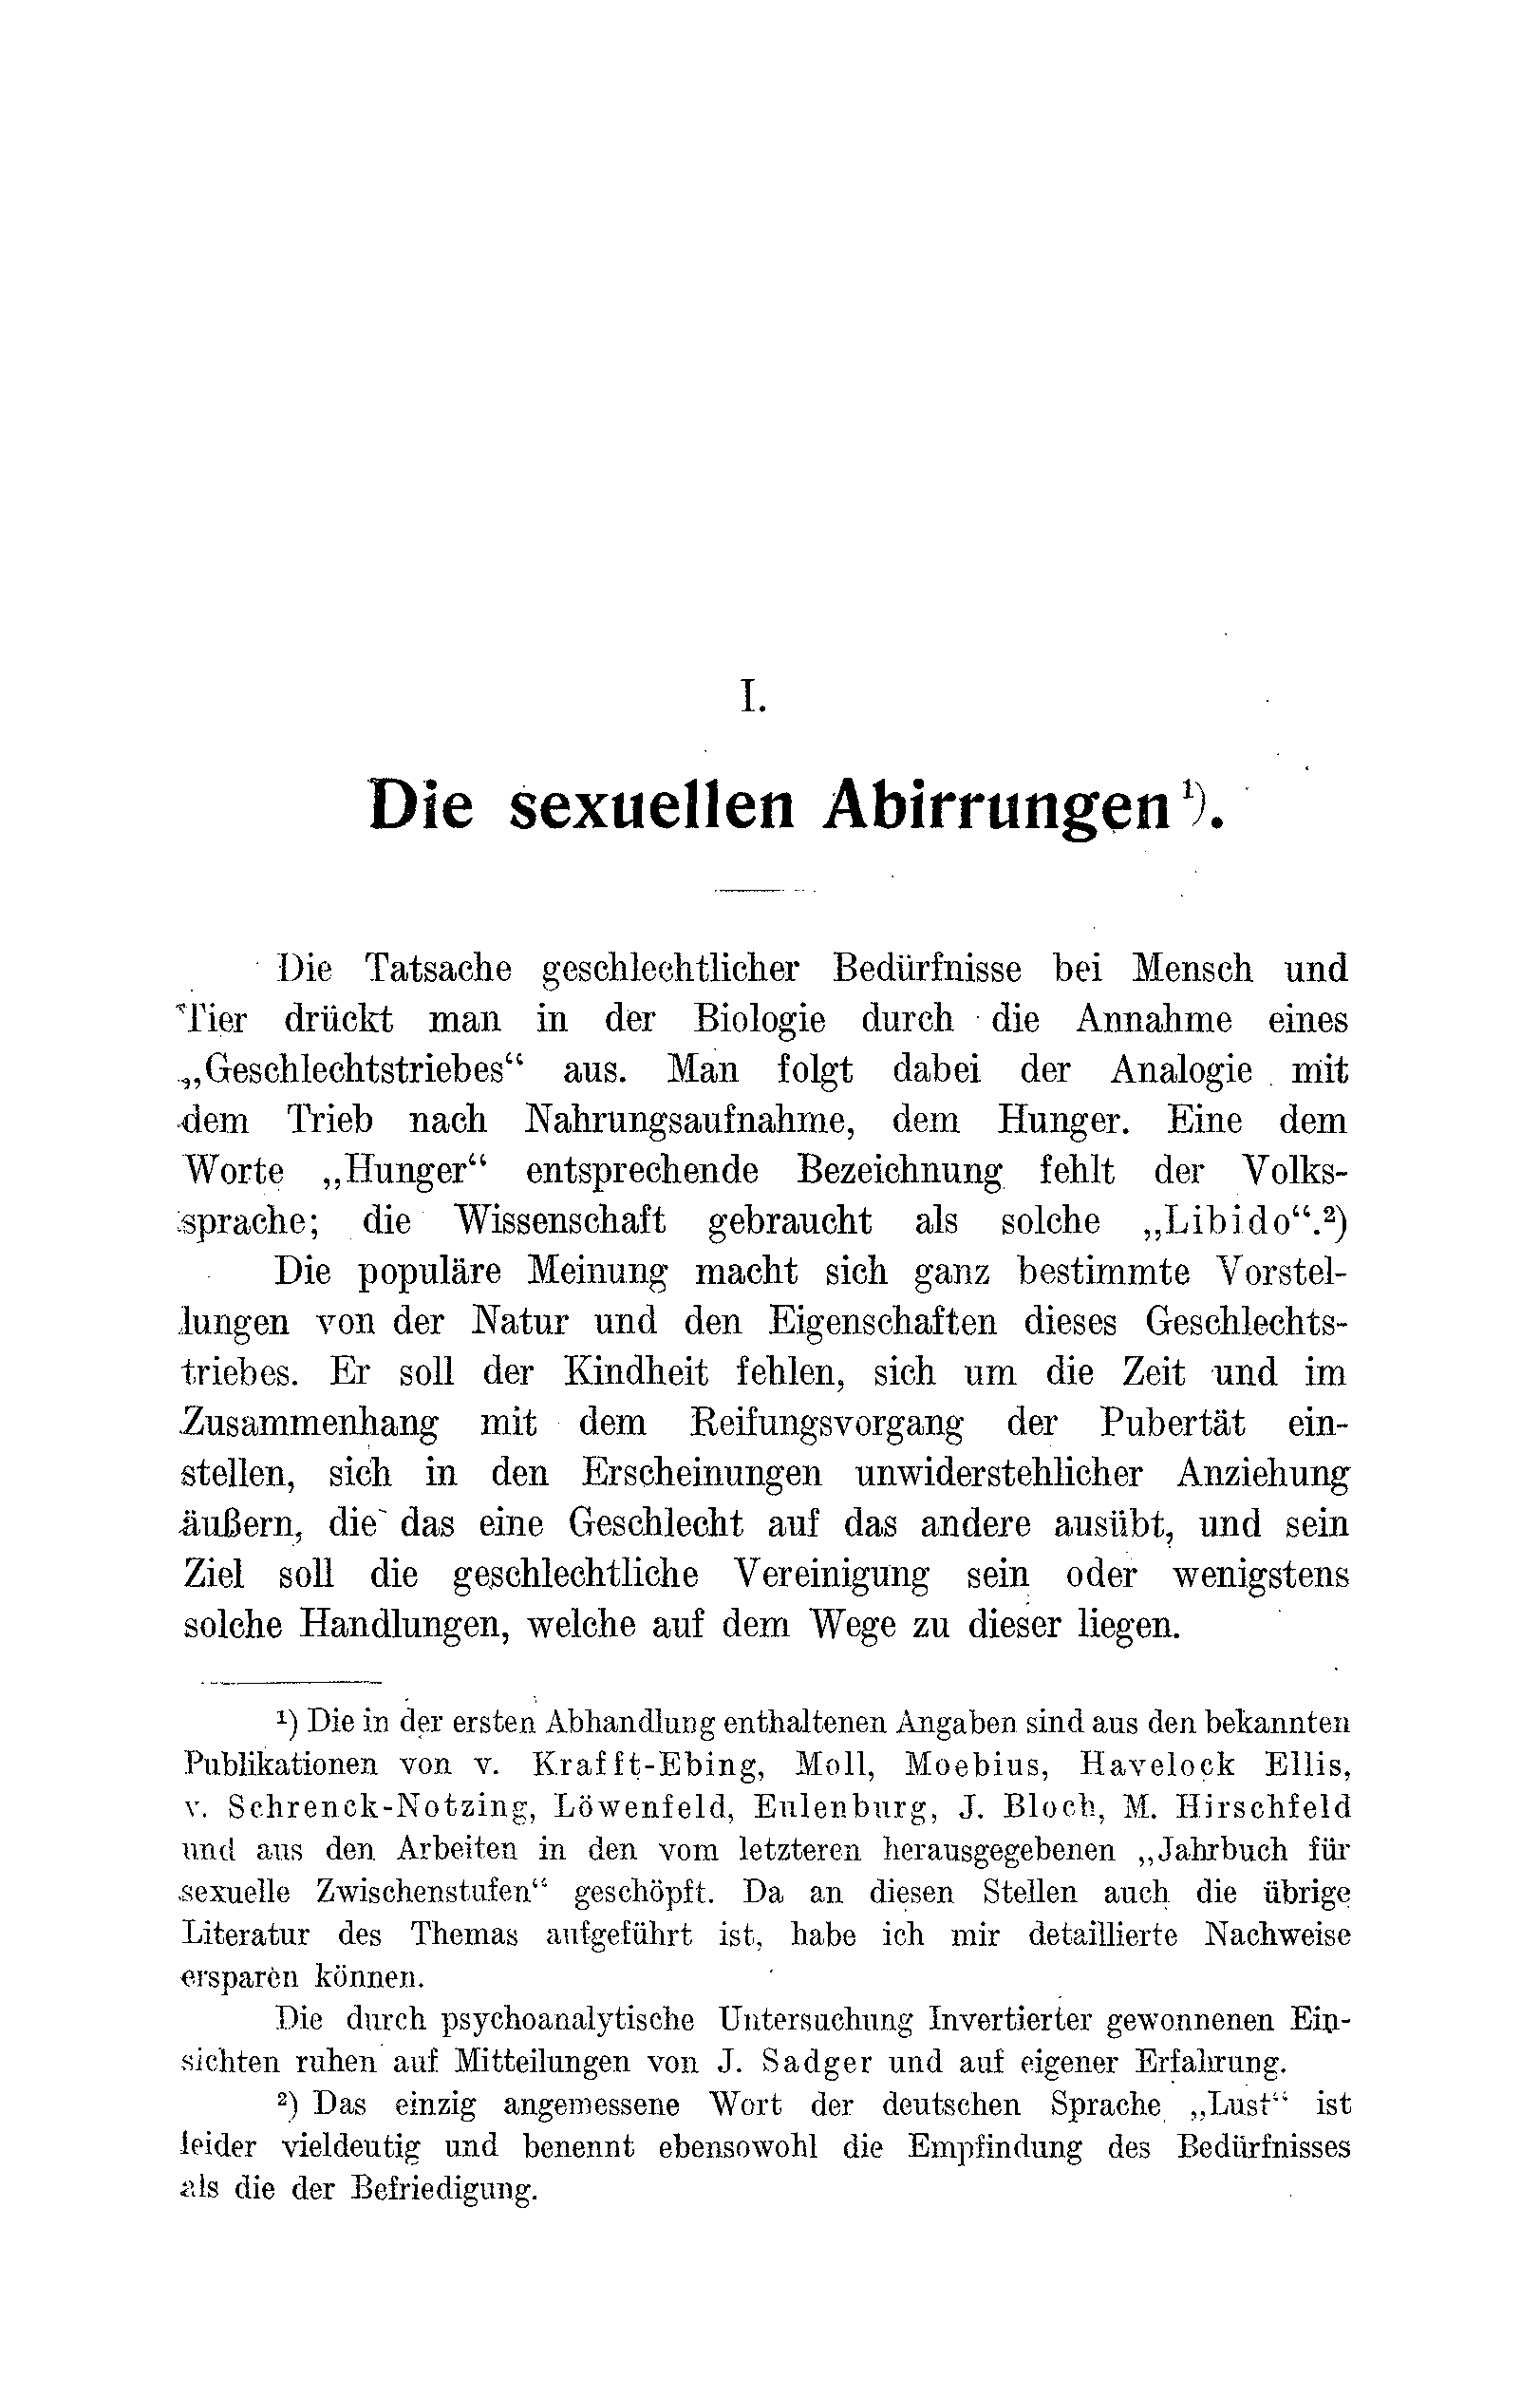 I.
Die sexuellen Abirrungen¹).
Die Tatsache geschlechtlicher Bedürfnisse bei Mensch und
Tier drückt man in der Biologie durch die Annahme eines
„Geschlechtstriebes“ aus. Man folgt dabei der Analogie mit
dem Trieb nach Nahrungsaufnahme, dem Hunger. Eine dem
Worte „Hunger“ entsprechende Bezeichnung fehlt der Volks-
sprache; die Wissenschaft gebraucht als solche „Libido“.²)
Die populäre Meinung macht sich ganz bestimmte Vorstel-
lungen von der Natur und den Eigenschaften dieses Geschlechts-
triebes. Er soll der Kindheit fehlen, sich um die Zeit und im
Zusammenhang mit dem Reifungsvorgang der Pubertät ein-
stellen, sich in den Erscheinungen unwiderstehlicher Anziehung
äußern, die das eine Geschlecht auf das andere ausübt, und sein
Ziel soll die geschlechtliche Vereinigung sein oder wenigstens
solche Handlungen, welche auf dem Wege zu dieser liegen.
¹) Die in der ersten Abhandlung enthaltenen Angaben sind aus den bekannten
Publikationen von v. Krafft-Ebing, Moll, Moebius, Havelock Ellis,
v. Schrenck-Notzing, Löwenfeld, Eulenburg, J. Bloch, M. Hirschfeld
und aus den Arbeiten in den vom letzteren herausgegebenen „Jahrbuch für
sexuelle Zwischenstufen“ geschöpft. Da an diesen Stellen auch die übrige
Literatur des Themas aufgeführt ist, habe ich mir detaillierte Nachweise
ersparen können.
Die durch psychoanalytische Untersuchung Invertierter gewonnenen Ein-
sichten ruhen auf Mitteilungen von J. Sadger und auf eigener Erfahrung.
²) Das einzig angemessene Wort der deutschen Sprache „Lust“ ist
leider vieldeutig und benennt ebensowohl die Empfindung des Bedürfnisses
als die der Befriedigung.